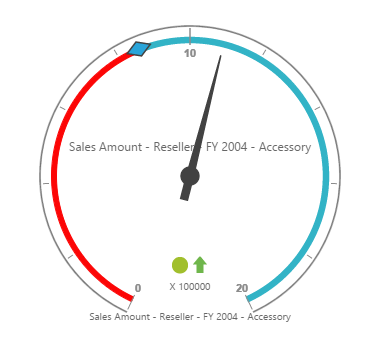 10
Sales Amount - Reseller - FY 2004 - Accessory
X 100000
0 20
Sales Amount - Reseller - FY 2004 - Accessory